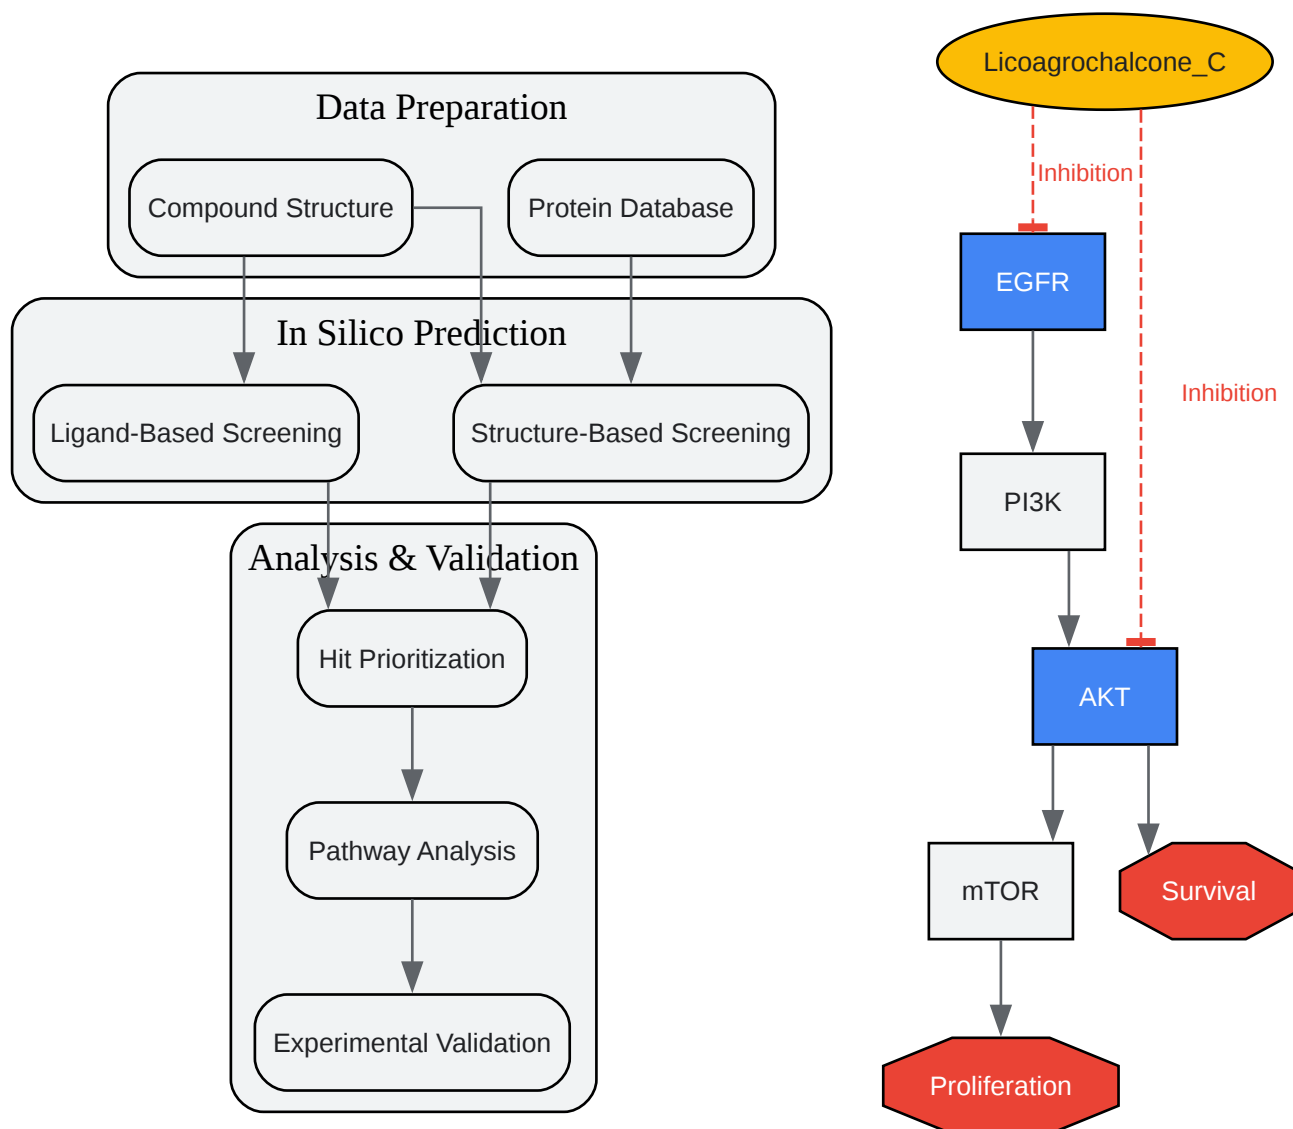 Data Preparation
Compound Structure
Protein Database
In Silico Prediction
Ligand-Based Screening
Structure-Based Screening
Analysis & Validation
Hit Prioritization
Pathway Analysis
Experimental Validation
Licoagrochalcone_C
Inhibition
EGFR
Inhibition
PI3K
AKT
mTOR
Survival
Proliferation